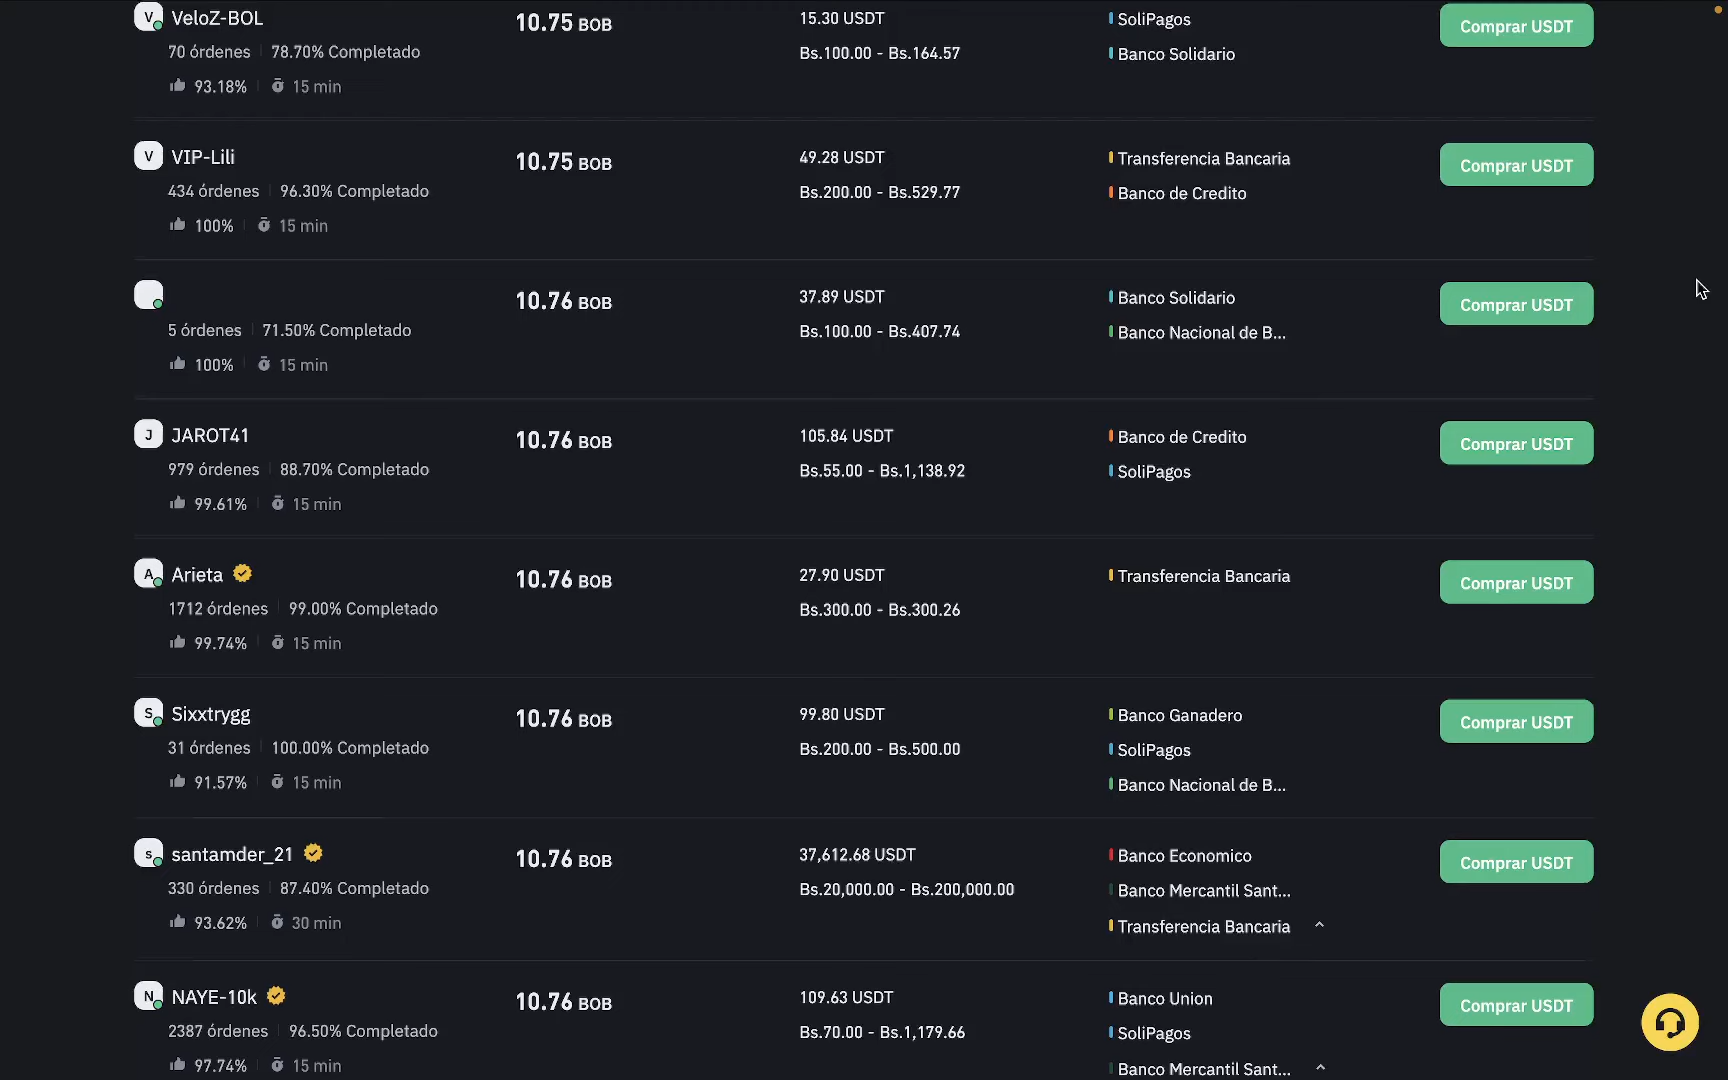 V VeloZ-BOL
10.75 BOB
15.30 USDT
SoliPagos
Comprar USDT
70 órdenes 78.70% Completado
Bs.100.00 - Bs.164.57
Banco Solidario
93.18% 15 min
V VIP-Lili
10.75 BOB
49.28 USDT
Transferencia Bancaria
Comprar USDT
434 órdenes 96.30% Completado
Bs.200.00 - Bs.529.77
Banco de Credito
100% 15 min
10.76 BOB
37.89 USDT
Banco Solidario
Comprar USDT
5 órdenes 71.50% Completado
Bs.100.00 - Bs.407.74
Banco Nacional de B...
100% 15 min
J JAROT41
10.76 BOB
105.84 USDT
Banco de Credito
Comprar USDT
979 órdenes 88.70% Completado
Bs.55.00 - Bs.1,138.92
SoliPagos
99.61% 15 min
A Arieta
10.76 BOB
27.90 USDT
Transferencia Bancaria
Comprar USDT
1712 órdenes 99.00% Completado
Bs.300.00 - Bs.300.26
99.74% 15 min
S Sixxtrygg
10.76 BOB
99.80 USDT
Banco Ganadero
Comprar USDT
31 órdenes 100.00% Completado
Bs.200.00 - Bs.500.00
SoliPagos
91.57% 15 min
Banco Nacional de B...
s santamder_21
10.76 BOB
37,612.68 USDT
Banco Economico
Comprar USDT
330 órdenes 87.40% Completado
Bs.20,000.00 - Bs.200,000.00
Banco Mercantil Sant...
93.62% 30 min
Transferencia Bancaria
N NAYE-10k
10.76 BOB
109.63 USDT
Banco Union
Comprar USDT
2387 órdenes 96.50% Completado
Bs.70.00 - Bs.1,179.66
SoliPagos
97.74% 15 min
Banco Mercantil Sant...